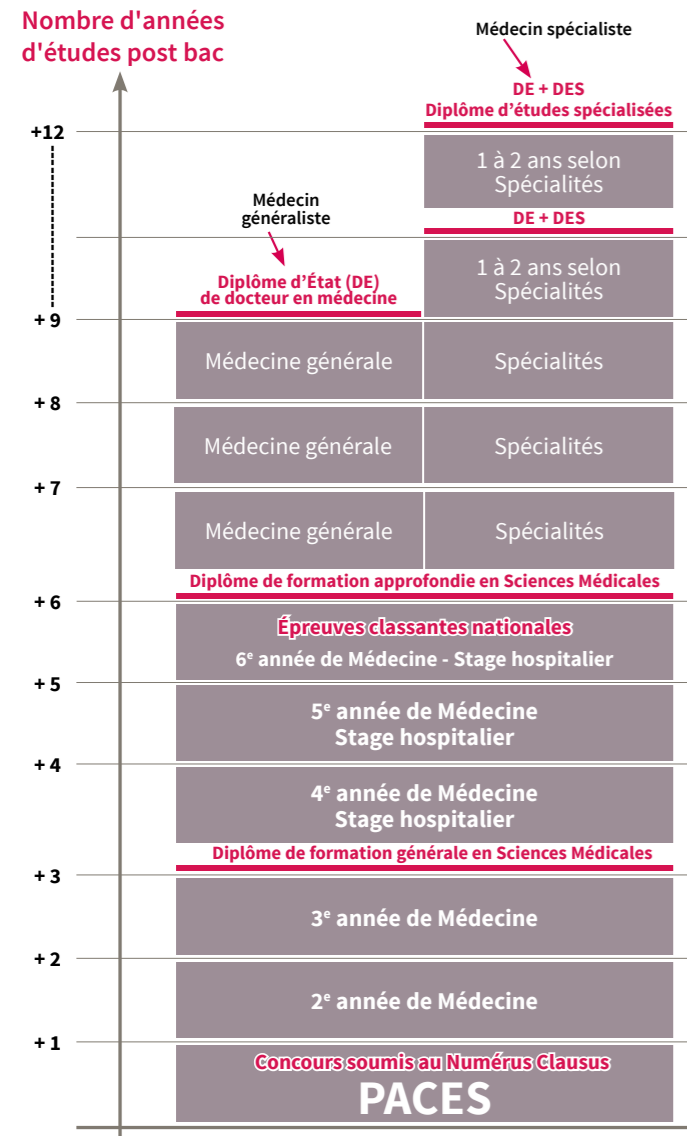 Nombre d'années
d'études post bac
Médecin spécialiste
DE + DES
Diplôme d’études spécialisées
+12
1 à 2 ans selon
Spécialités
Médecin
généraliste
DE + DES
1 à 2 ans selon
Spécialités
Diplôme d’État (DE)
de docteur en médecine
+ 9
Médecine générale
Spécialités
+ 8
Médecine générale
Spécialités
+ 7
Médecine générale
Spécialités
Diplôme de formation approfondie en Sciences Médicales
+ 6
Épreuves classantes nationales
6e année de Médecine - Stage hospitalier
+ 5
5e année de Médecine
Stage hospitalier
+ 4
4e année de Médecine
Stage hospitalier
Diplôme de formation générale en Sciences Médicales
+ 3
3e année de Médecine
+ 2
2e année de Médecine
+ 1
Concours soumis au Numérus Clausus
PACES